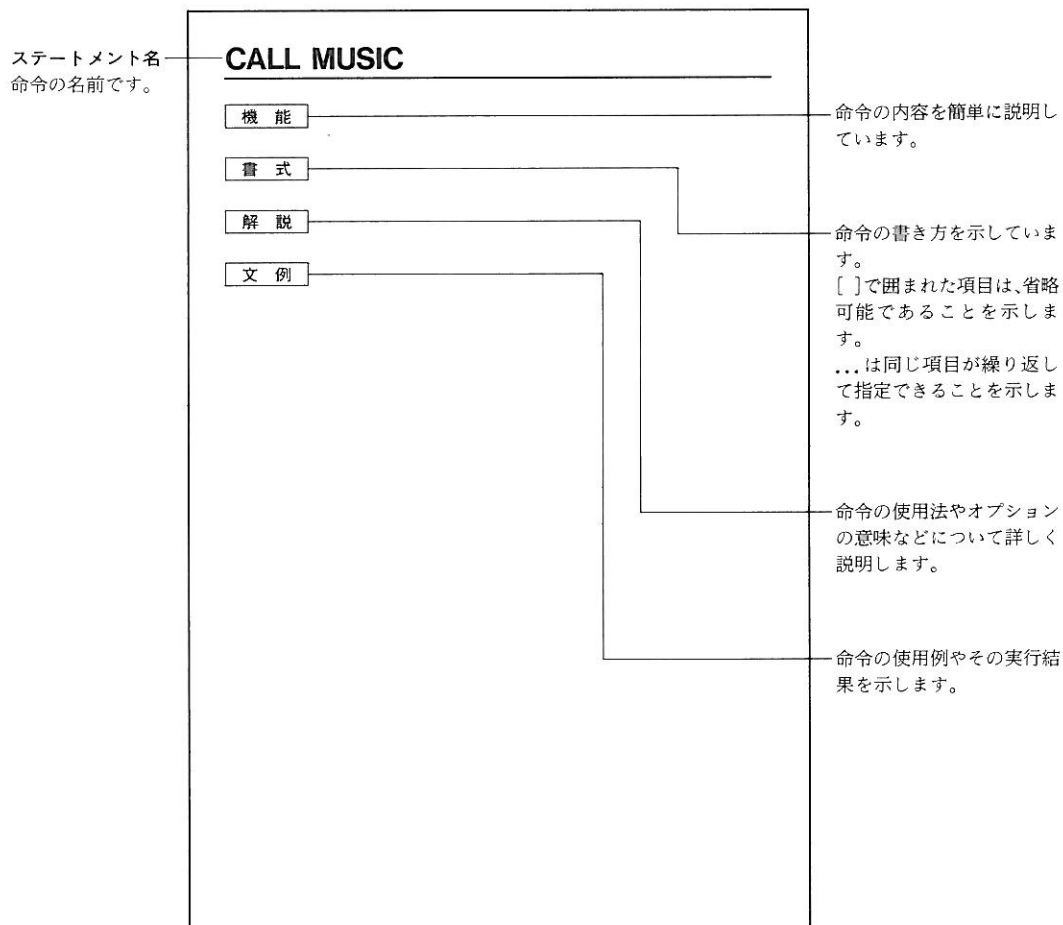 ステートメント名
命令の名前です。
CALL MUSIC
機 能
命令の内容を簡単に説明し
ています。
書 式
命令の書き方を示していま
す。
[ ]で囲まれた項目は、省略
可能であることを示しま
す。
...は同じ項目が繰り返し
て指定できることを示しま
す。
解 説
命令の使用法やオプション
の意味などについて詳しく
説明します。
文 例
命令の使用例やその実行結
果を示します。